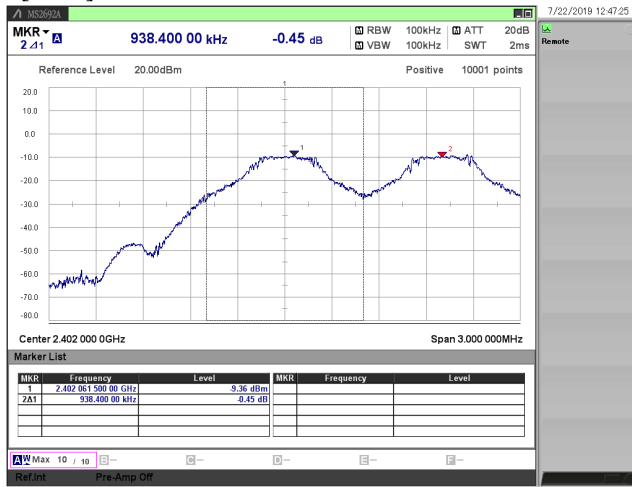 MS2692A
7/22/2019 12:47:25
MKR 2 Δ1 A 938.400 00 kHz -0.45 dB
RBW 100kHz ATT 20dB
VBW 100kHz SWT 2ms
Remote
Reference Level 20.00dBm Positive 10001 points
1
20.0
10.0
0.0
-10.0
1
2
-20.0
-30.0
-40.0
-50.0
-60.0
-70.0
-80.0
Center 2.402 000 0GHz Span 3.000 000MHz
Marker List
MKR Frequency Level MKR Frequency Level
1 2.402 061 500 00 GHz -9.36 dBm
2Δ1 938.400 00 kHz -0.45 dB
A W Max 10 / 10 B- C- D- E- F-
Ref.Int Pre-Amp Off